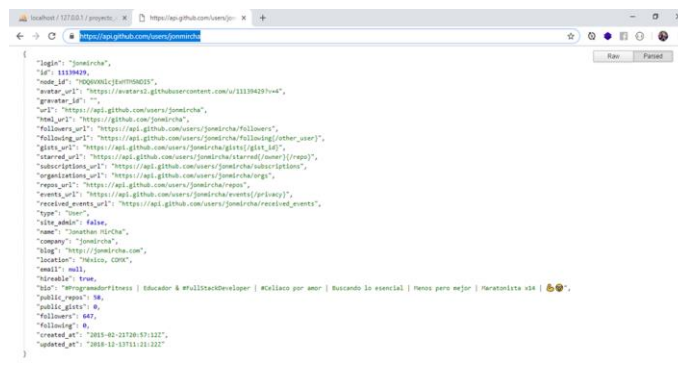 localhost / 127.0.0.1 / proyecto_
https://api.github.com/users/jon
https://api.github.com/users/jonmircha
Raw
Parsed
{
"login": "jonmircha",
"id": 11139429,
"avatar_url": "https://avatars2.githubusercontent.com/u/11139429?v=4",
"gravatar_id": "",
"url": "https://api.github.com/users/jonmircha",
"html_url": "https://github.com/jonmircha",
"followers_url": "https://api.github.com/users/jonmircha/followers",
"following_url": "https://api.github.com/users/jonmircha/following{/other_user}",
"gists_url": "https://api.github.com/users/jonmircha/gists{/gist_id}",
"starred_url": "https://api.github.com/users/jonmircha/starred{/owner}{/repo}",
"subscriptions_url": "https://api.github.com/users/jonmircha/subscriptions",
"organizations_url": "https://api.github.com/users/jonmircha/orgs",
"repos_url": "https://api.github.com/users/jonmircha/repos",
"events_url": "https://api.github.com/users/jonmircha/events{/privacy}",
"received_events_url": "https://api.github.com/users/jonmircha/received_events",
"type": "User",
"site_admin": false,
"name": "Jonathan MirCha",
"company": "jonmircha",
"blog": "http://jonmircha.com",
"location": "México, CDMX",
"email": null,
"hireable": true,
"bio": "#ProgramadorFitness | Educador & #FullStackDeveloper | #Celiaco por amor | Buscando lo esencial | Menos pero mejor | Maratonista x14 | 💪🤓",
"public_repos": 50,
"public_gists": 0,
"followers": 647,
"following": 0,
"created_at": "2015-02-21T20:57:12Z",
"updated_at": "2018-12-13T11:21:22Z"
}